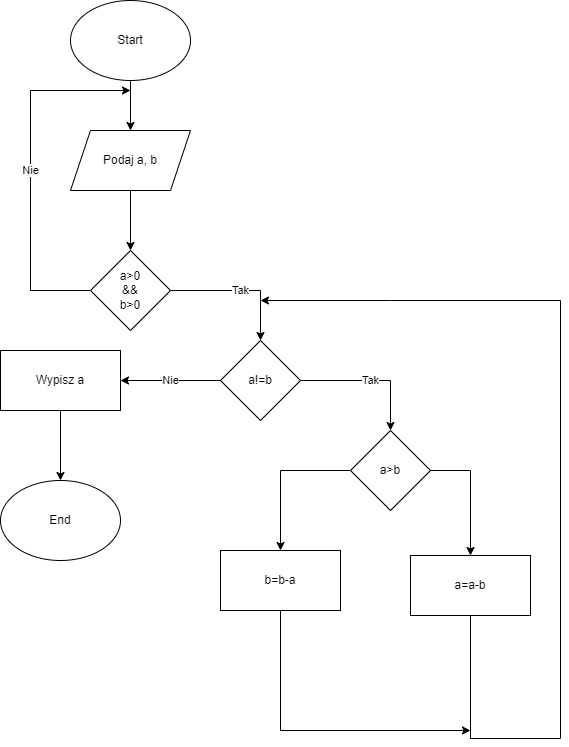 Start
Podaj a, b
Nie
a>0
&&
b>0
Tak
a!=b
Nie
Wypisz a
Tak
a>b
End
b=b-a
a=a-b